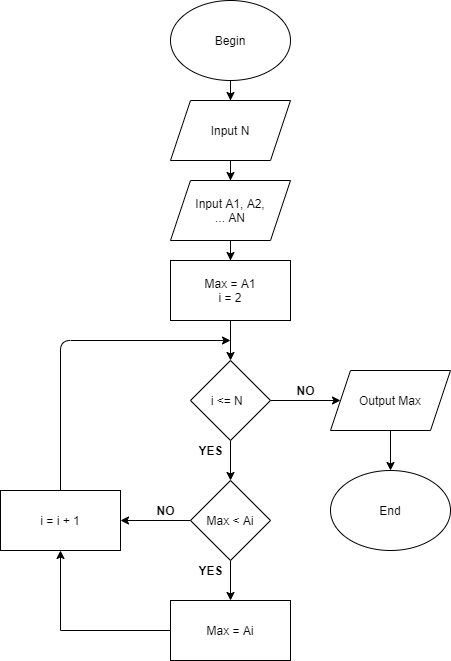 Begin
Input N
Input A1, A2,
... AN
Max = A1
i = 2
i <= N
NO
Output Max
YES
End
Max < Ai
NO
i = i + 1
YES
Max = Ai